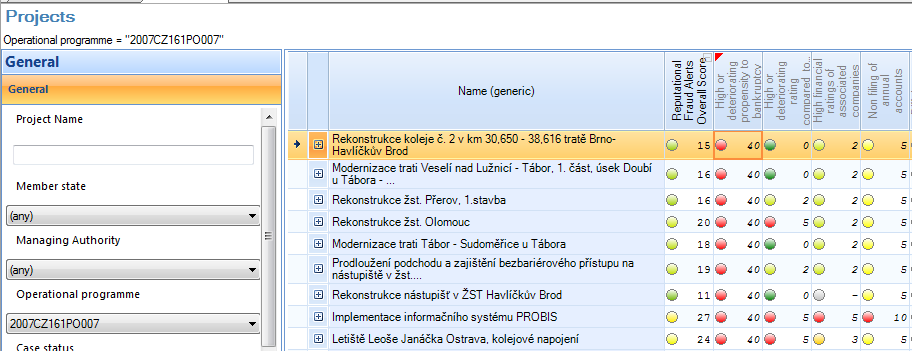 Projects
Operational programme = "2007CZ161PO007"
General
General
Project Name
Member state
(any)
Managing Authority
(any)
Operational programme
2007CZ161PO007
Case status
Name (generic)
Reputational
Fraud Alerts
Overall Score
High or
deteriorating
propensity to
bankruptcy
High or
deteriorating
rating
compared to...
High financial
ratings of
associated
companies
Non filing of
annual
accounts
Rekonstrukce koleje č. 2 v km 30,650 - 38,616 tratě Brno-
Havlíčkův Brod
15 40 0 2 5
Modernizace trati Veselí nad Lužnicí - Tábor, 1. část, úsek Doubí
u Tábora - ...
16 40 0 2 5
Rekonstrukce žst. Přerov, 1.stavba 16 40 2 2 5
Rekonstrukce žst. Olomouc 20 40 5 2 5
Modernizace trati Tábor - Sudoměřice u Tábora 18 40 0 2 5
Prodloužení podchodu a zajištění bezbariérového přístupu na
nástupiště v žst....
19 40 2 2 5
Rekonstrukce nástupišť v ŽST Havlíčkův Brod 11 40 0 - 5
Implementace informačního systému PROBIS 27 40 5 5 10
Letiště Leoše Janáčka Ostrava, kolejové napojení 24 40 5 3 5